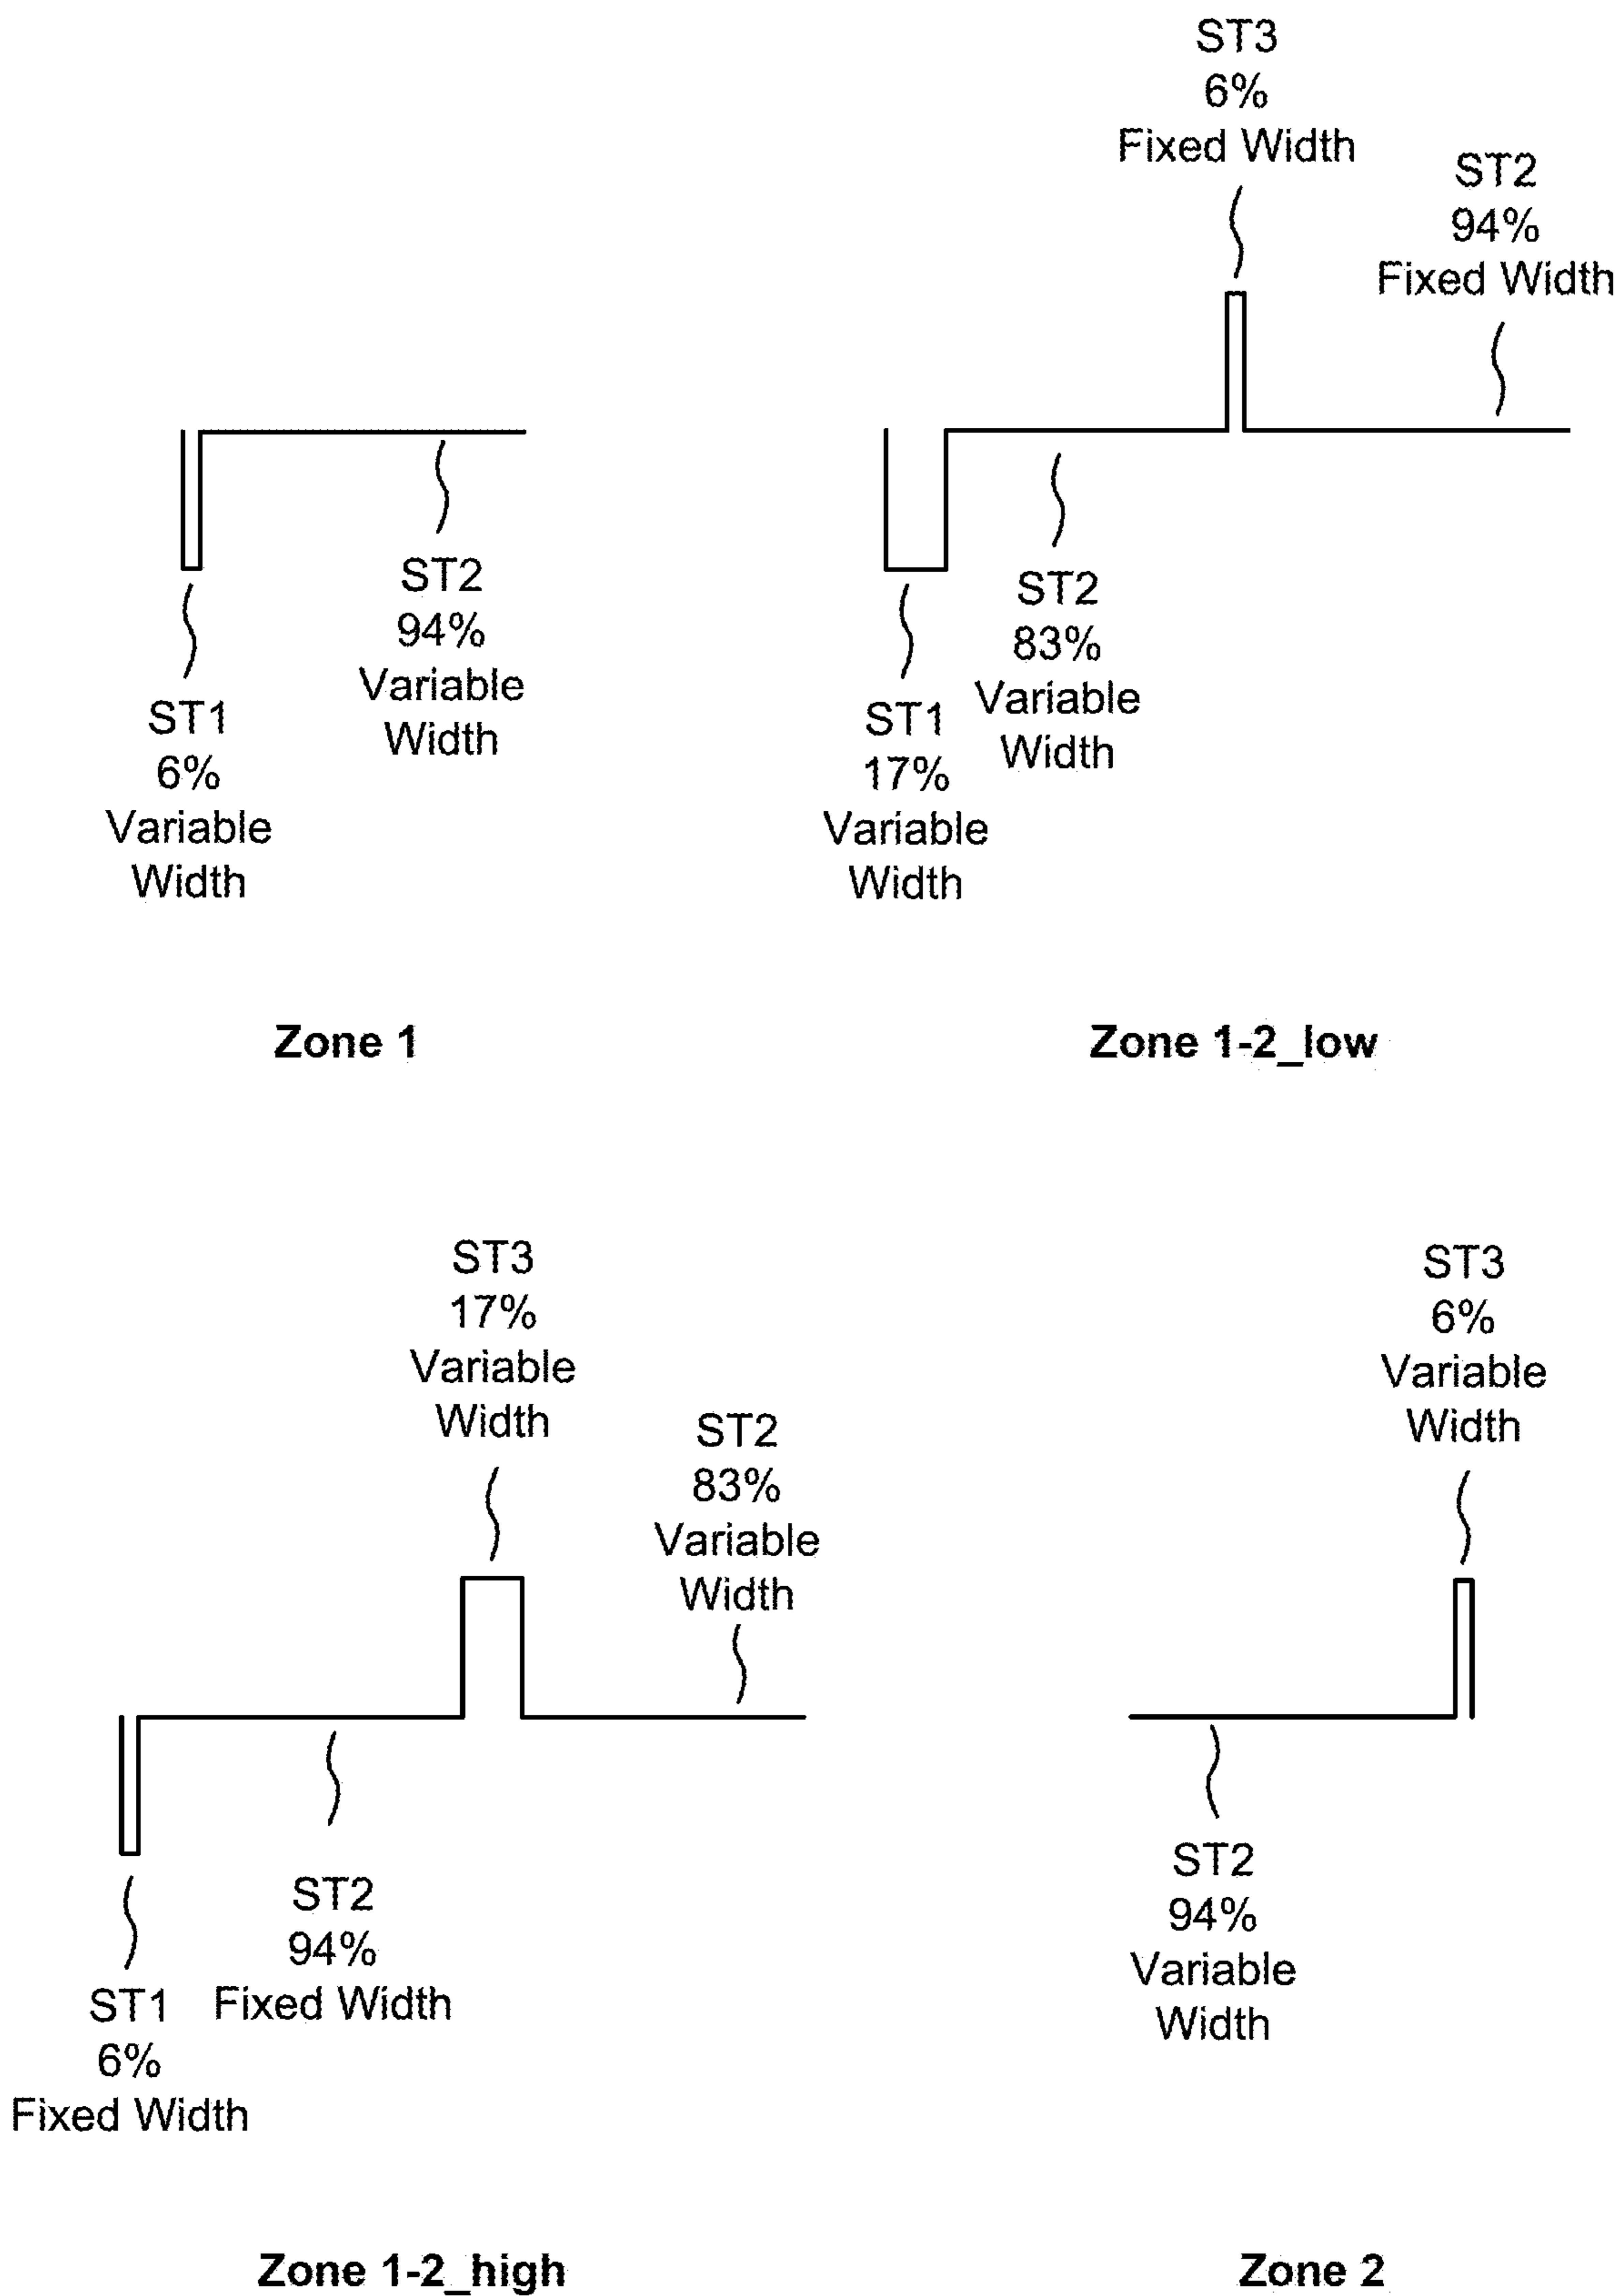 ST3
6%
Fixed Width
ST2
94%
Fixed Width
ST2
94%
Variable
Width
ST1
6%
Variable
Width
ST2
83%
Variable
Width
ST1
17%
Variable
Width
Zone 1
Zone 1-2_low
ST3
17%
Variable
Width
ST2
83%
Variable
Width
ST3
6%
Variable
Width
ST2
94%
Fixed Width
ST1
6%
Fixed Width
ST2
94%
Variable
Width
Zone 1-2_high
Zone 2